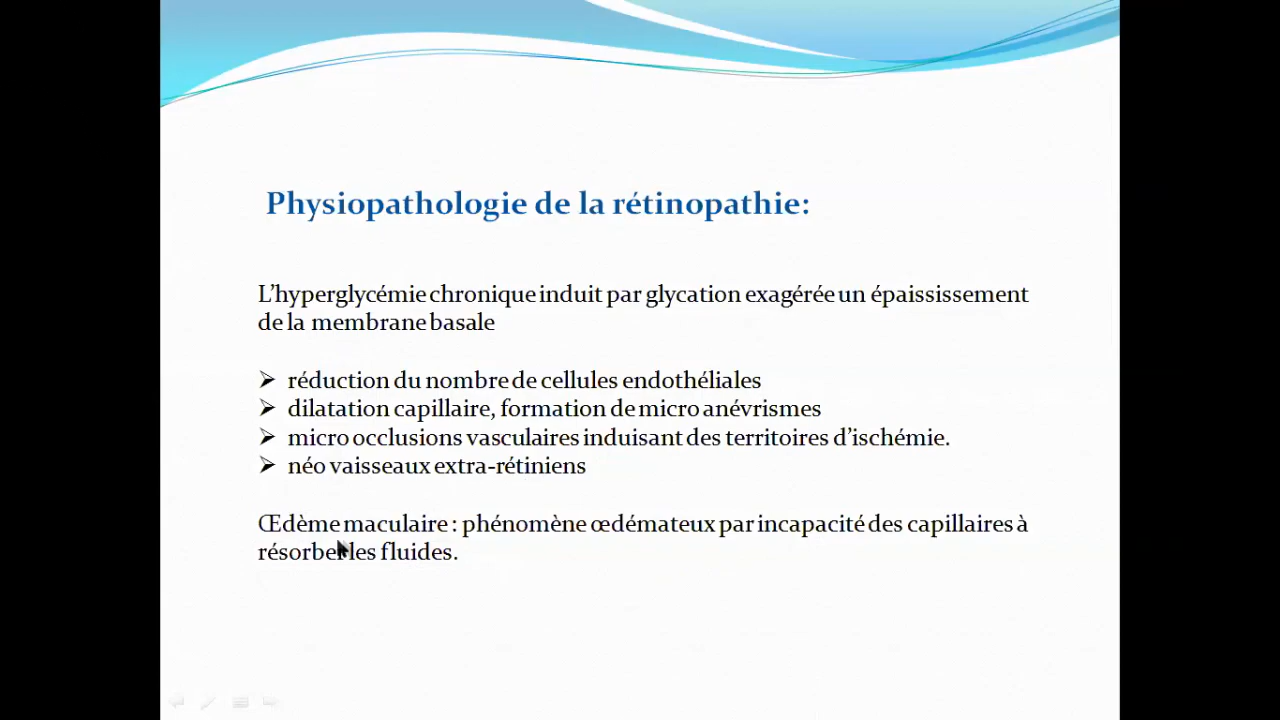 Physiopathologie de la rétinopathie:
L'hyperglycémie chronique induit par glycation exagérée un épaississement
de la membrane basale
➢ réduction du nombre de cellules endothéliales
➢ dilatation capillaire, formation de micro anévrismes
➢ micro occlusions vasculaires induisant des territoires d'ischémie.
➢ néo vaisseaux extra-rétiniens
Œdème maculaire : phénomène œdémateux par incapacité des capillaires à
résorber les fluides.